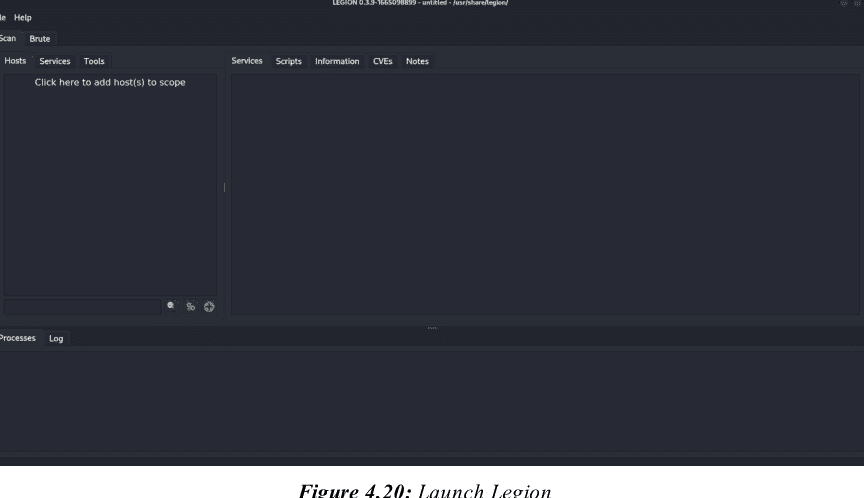 LEGION 0.3.9-1665098899 - untitled - /usr/share/legion/
le Help
Scan Brute
Hosts Services Tools
Services Scripts Information CVEs Notes
Click here to add host(s) to scope
Processes Log
Figure 4.20: Launch Legion